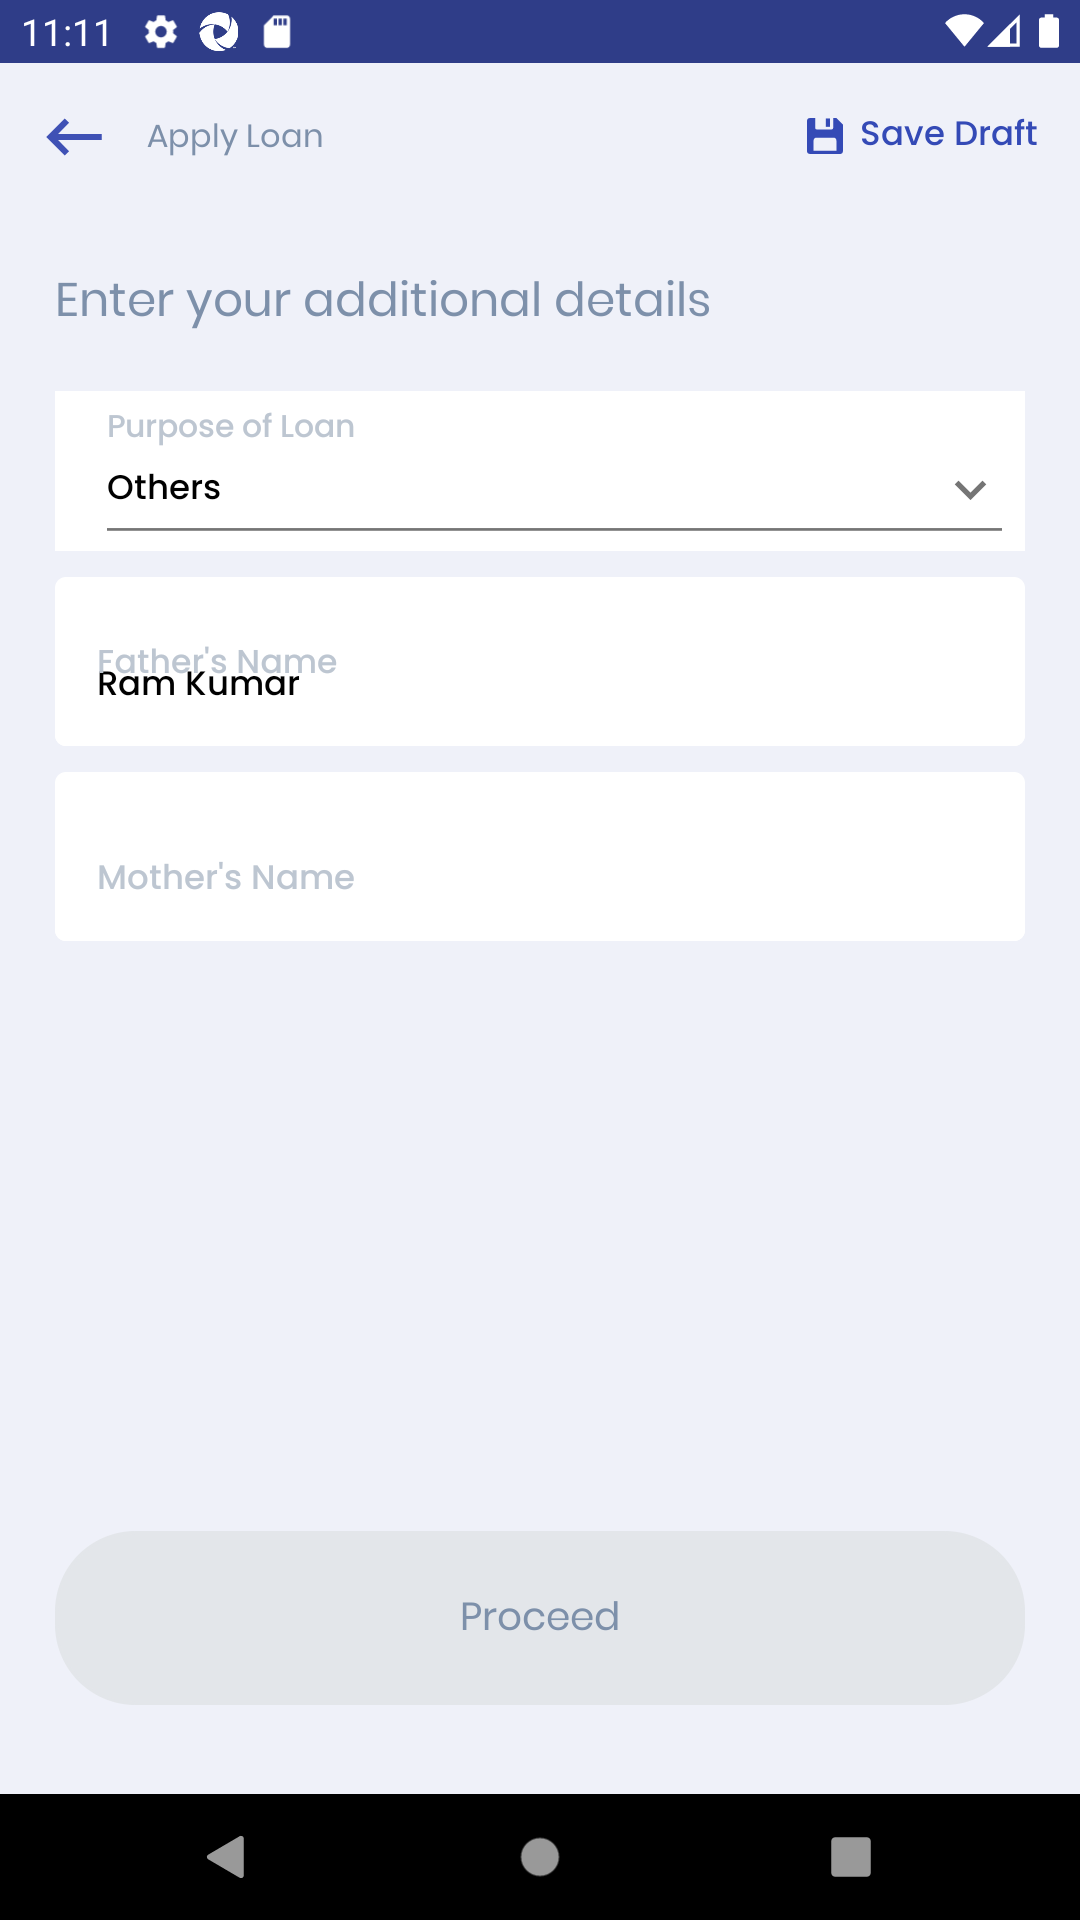 11:11
Apply Loan
Save Draft
Enter your additional details
Purpose of Loan
Others
Father's Name
Ram Kumar
Mother's Name
Proceed